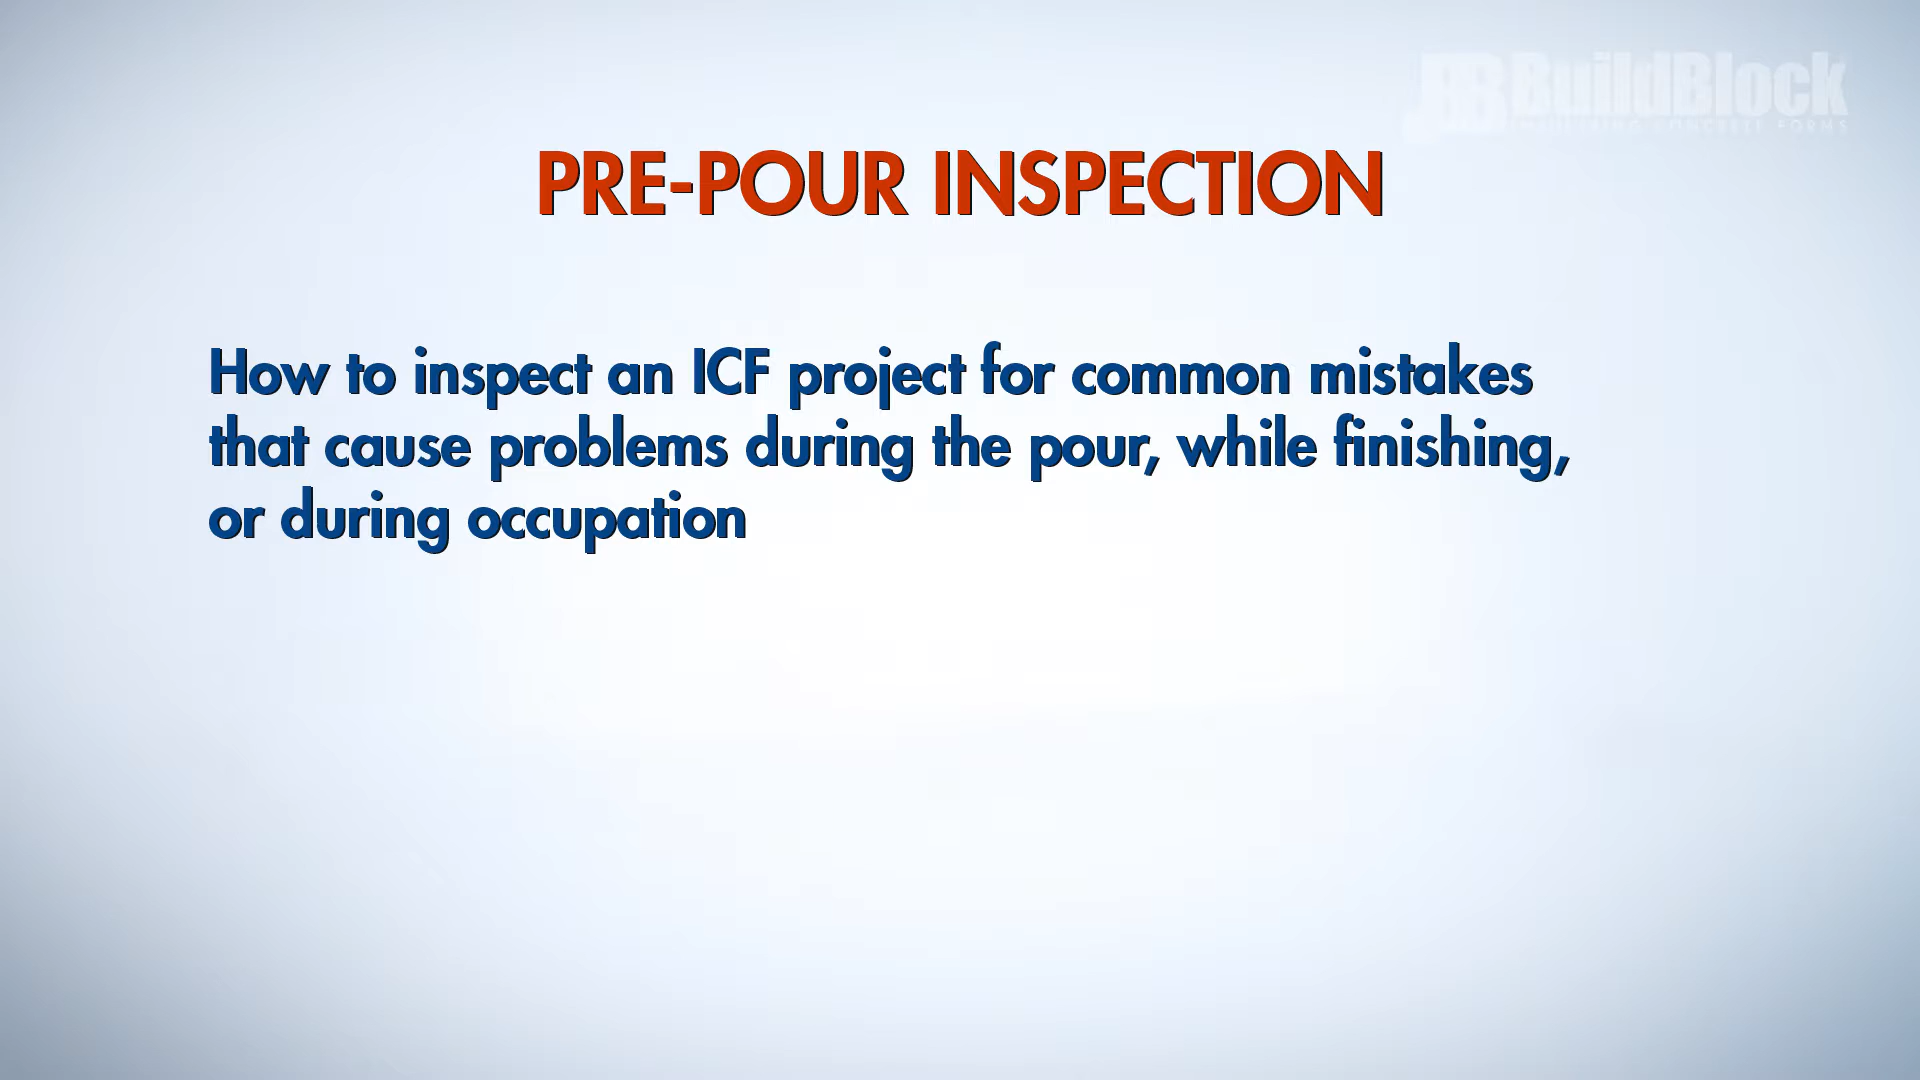 BuildBlock
PRE-POUR INSPECTION
How to inspect an ICF project for common mistakes
that cause problems during the pour, while finishing,
or during occupation